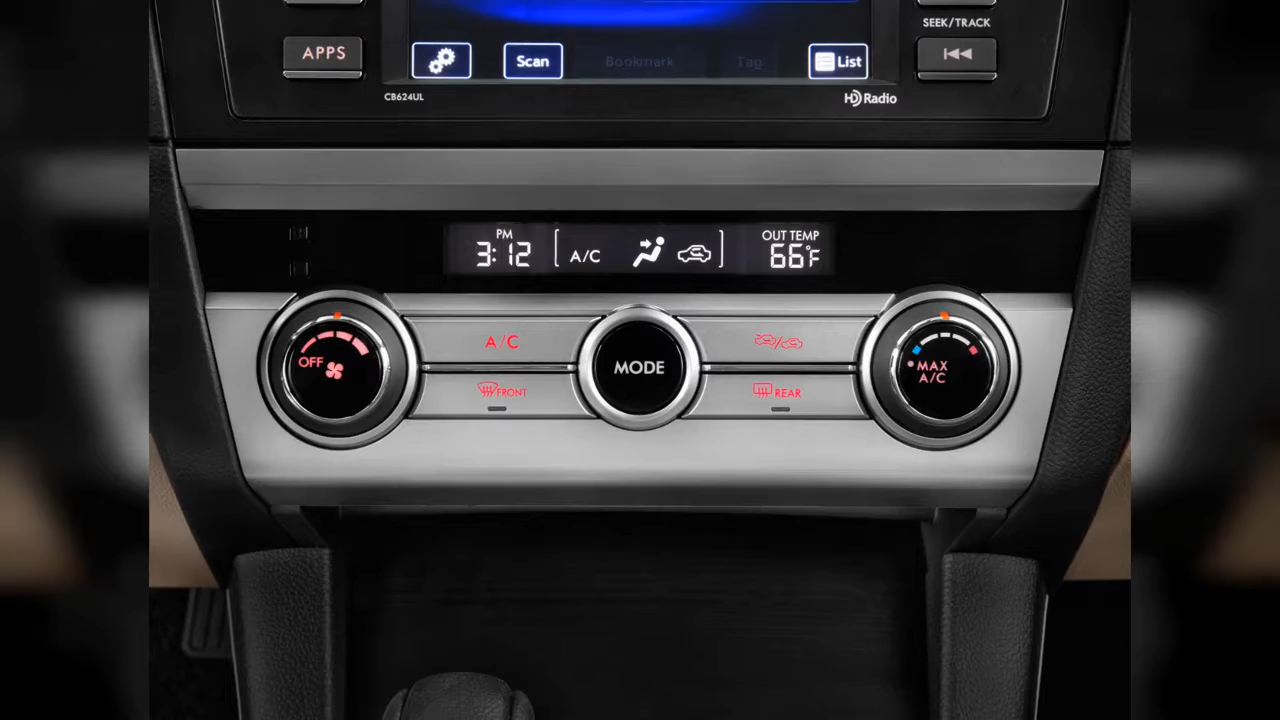 SEEK/TRACK
APPS
Scan
Bookmark
Tag
List
CB624UL
HD Radio
PM
3:12
A/C
OUT TEMP
66°F
A/C
OFF
MODE
MAX
A/C
FRONT
REAR